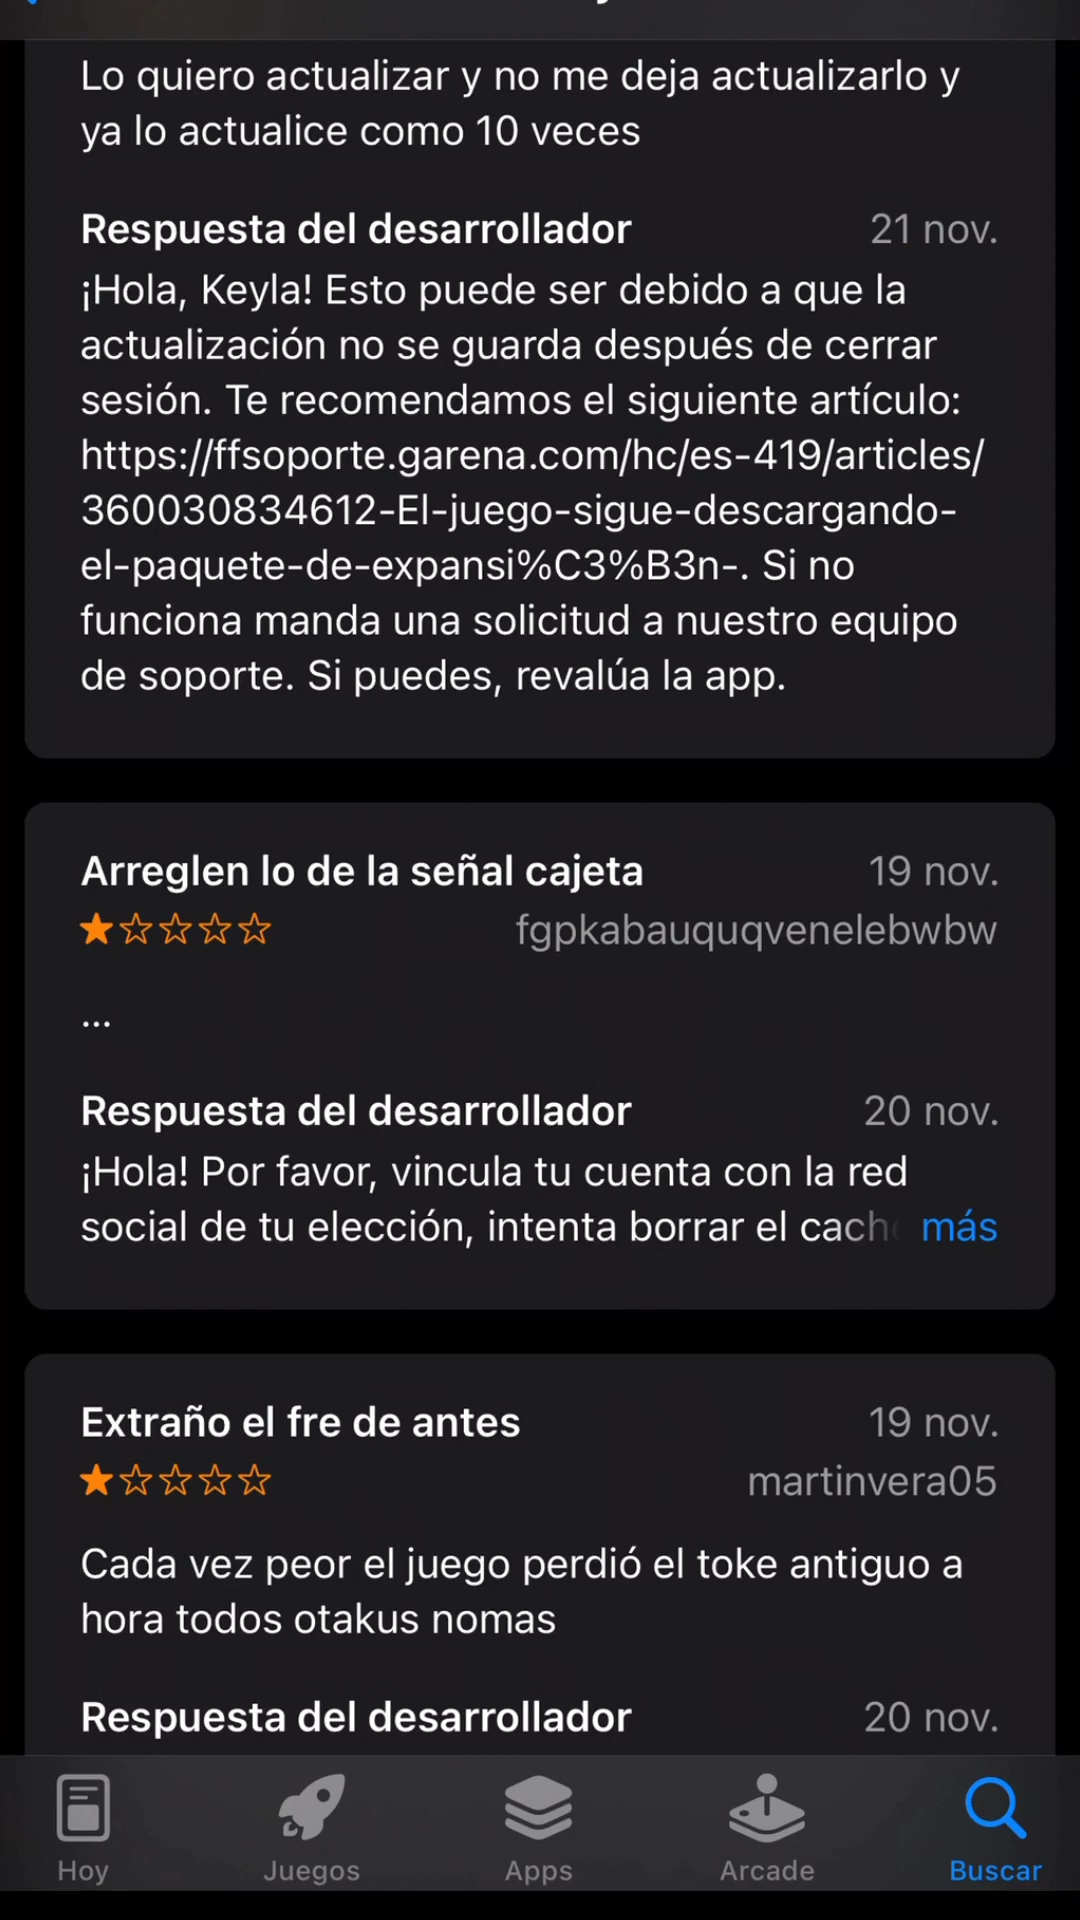 Lo quiero actualizar y no me deja actualizarlo y
ya lo actualice como 10 veces
Respuesta del desarrollador 21 nov.
¡Hola, Keyla! Esto puede ser debido a que la
actualización no se guarda después de cerrar
sesión. Te recomendamos el siguiente artículo:
https://ffsoporte.garena.com/hc/es-419/articles/
360030834612-El-juego-sigue-descargando-
el-paquete-de-expansi%C3%B3n-. Si no
funciona manda una solicitud a nuestro equipo
de soporte. Si puedes, revalúa la app.
Arreglen lo de la señal cajeta 19 nov.
fgpkabauquqvenelebwbw
...
Respuesta del desarrollador 20 nov.
¡Hola! Por favor, vincula tu cuenta con la red
social de tu elección, intenta borrar el más
Extraño el fre de antes 19 nov.
martinvera05
Cada vez peor el juego perdió el toke antiguo a
hora todos otakus nomas
Respuesta del desarrollador 20 nov.
Hoy Juegos Apps Arcade Buscar